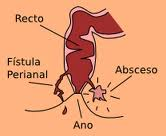 Recto
Fístula
Perianal
Absceso
Ano